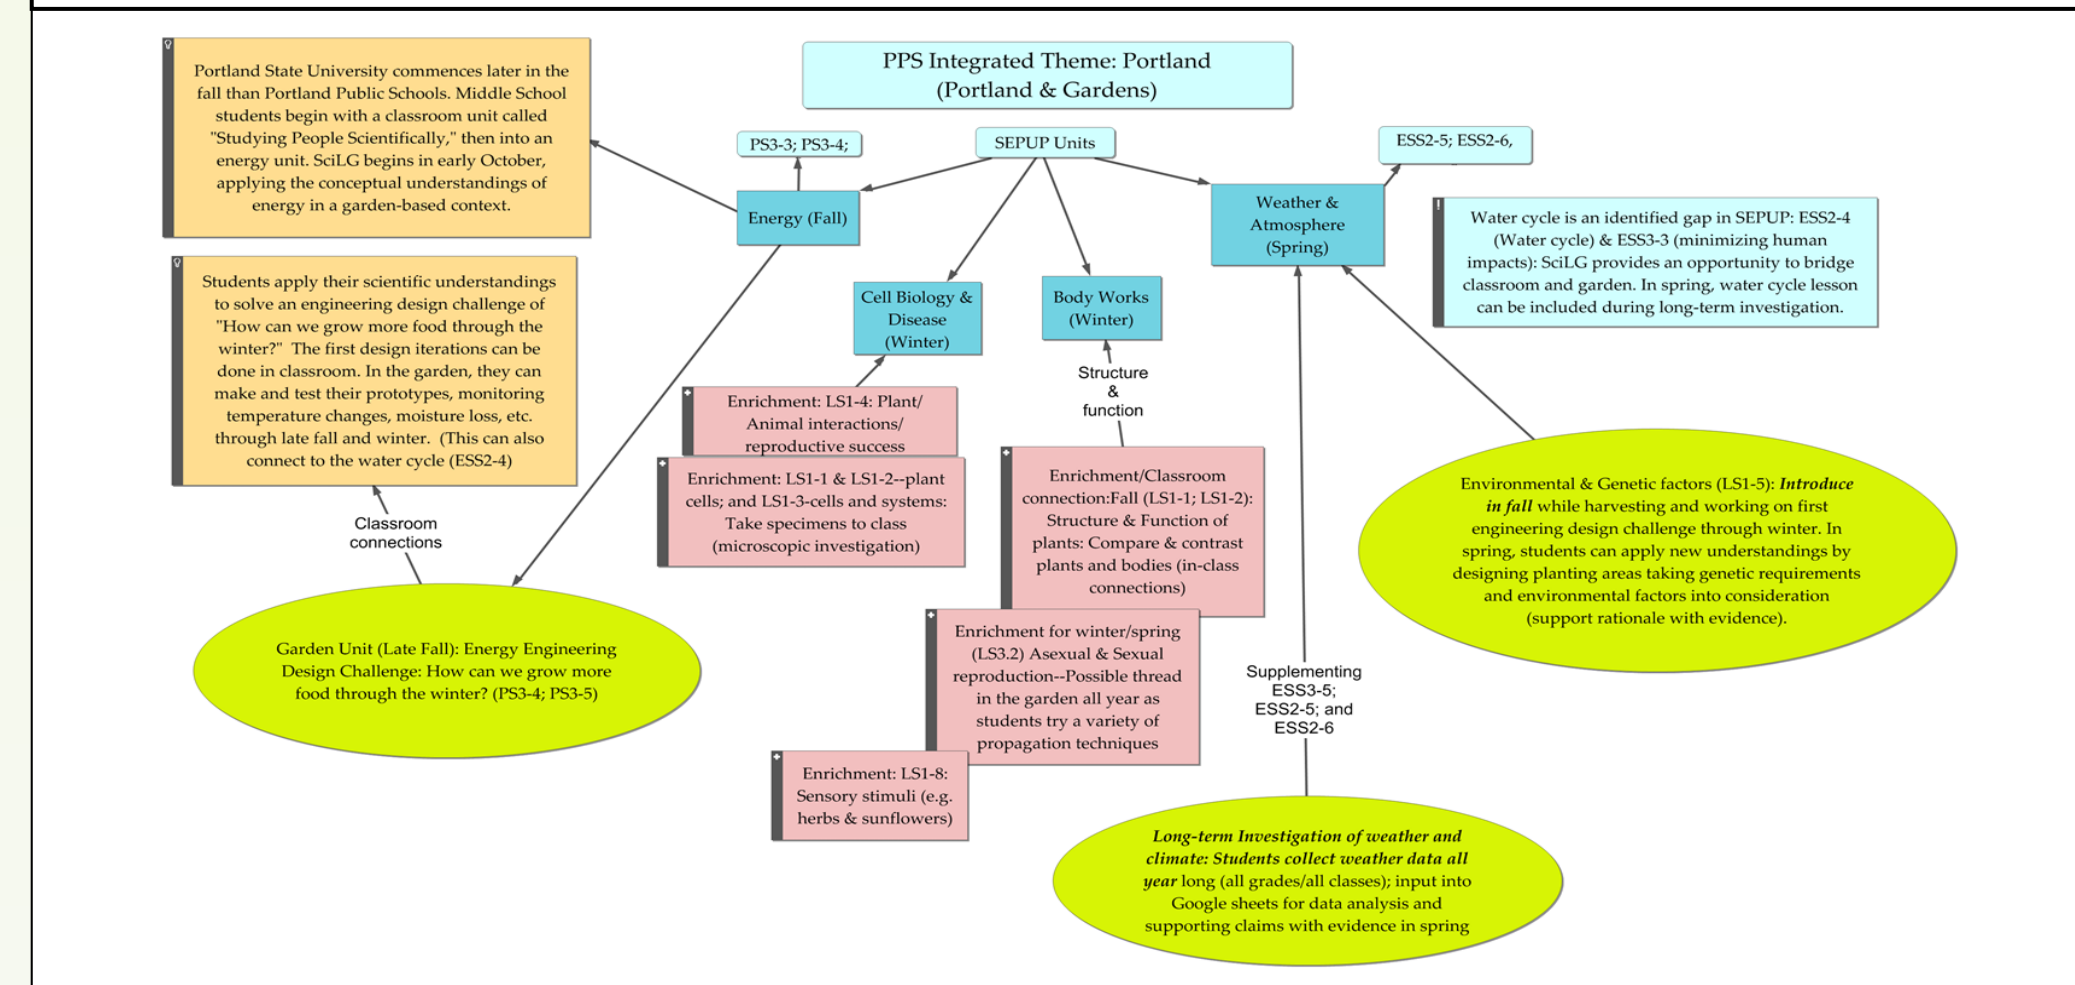 PPS Integrated Theme: Portland
(Portland & Gardens)
Portland State University commences later in the
fall than Portland Public Schools. Middle School
students begin with a classroom unit called
"Studying People Scientifically," then into an
energy unit. SciLG begins in early October,
applying the conceptual understandings of
energy in a garden-based context.
PS3-3; PS3-4;
SEPUP Units
ESS2-5; ESS2-6,
Energy (Fall)
Weather &
Atmosphere
(Spring)
Water cycle is an identified gap in SEPUP: ESS2-4
(Water cycle) & ESS3-3 (minimizing human
impacts): SciLG provides an opportunity to bridge
classroom and garden. In spring, water cycle lesson
can be included during long-term investigation.
Students apply their scientific understandings
to solve an engineering design challenge of
"How can we grow more food through the
winter?" The first design iterations can be
done in classroom. In the garden, they can
make and test their prototypes, monitoring
temperature changes, moisture loss, etc.
through late fall and winter. (This can also
connect to the water cycle (ESS2-4)
Cell Biology &
Disease
(Winter)
Body Works
(Winter)
Structure
&
function
Enrichment: LS1-4: Plant/
Animal interactions/
reproductive success
Enrichment: LS1-1 & LS1-2--plant
cells; and LS1-3-cells and systems:
Take specimens to class
(microscopic investigation)
Enrichment/Classroom
connection:Fall (LS1-1; LS1-2):
Structure & Function of
plants: Compare & contrast
plants and bodies (in-class
connections)
Environmental & Genetic factors (LS1-5): Introduce
in fall while harvesting and working on first
engineering design challenge through winter. In
spring, students can apply new understandings by
designing planting areas taking genetic requirements
and environmental factors into consideration
(support rationale with evidence).
Classroom
connections
Garden Unit (Late Fall): Energy Engineering
Design Challenge: How can we grow more
food through the winter? (PS3-4; PS3-5)
Enrichment for winter/spring
(LS3.2) Asexual & Sexual
reproduction--Possible thread
in the garden all year as
students try a variety of
propagation techniques
Supplementing
ESS3-5;
ESS2-5; and
ESS2-6
Enrichment: LS1-8:
Sensory stimuli (e.g.
herbs & sunflowers)
Long-term Investigation of weather and
climate: Students collect weather data all
year long (all grades/all classes); input into
Google sheets for data analysis and
supporting claims with evidence in spring